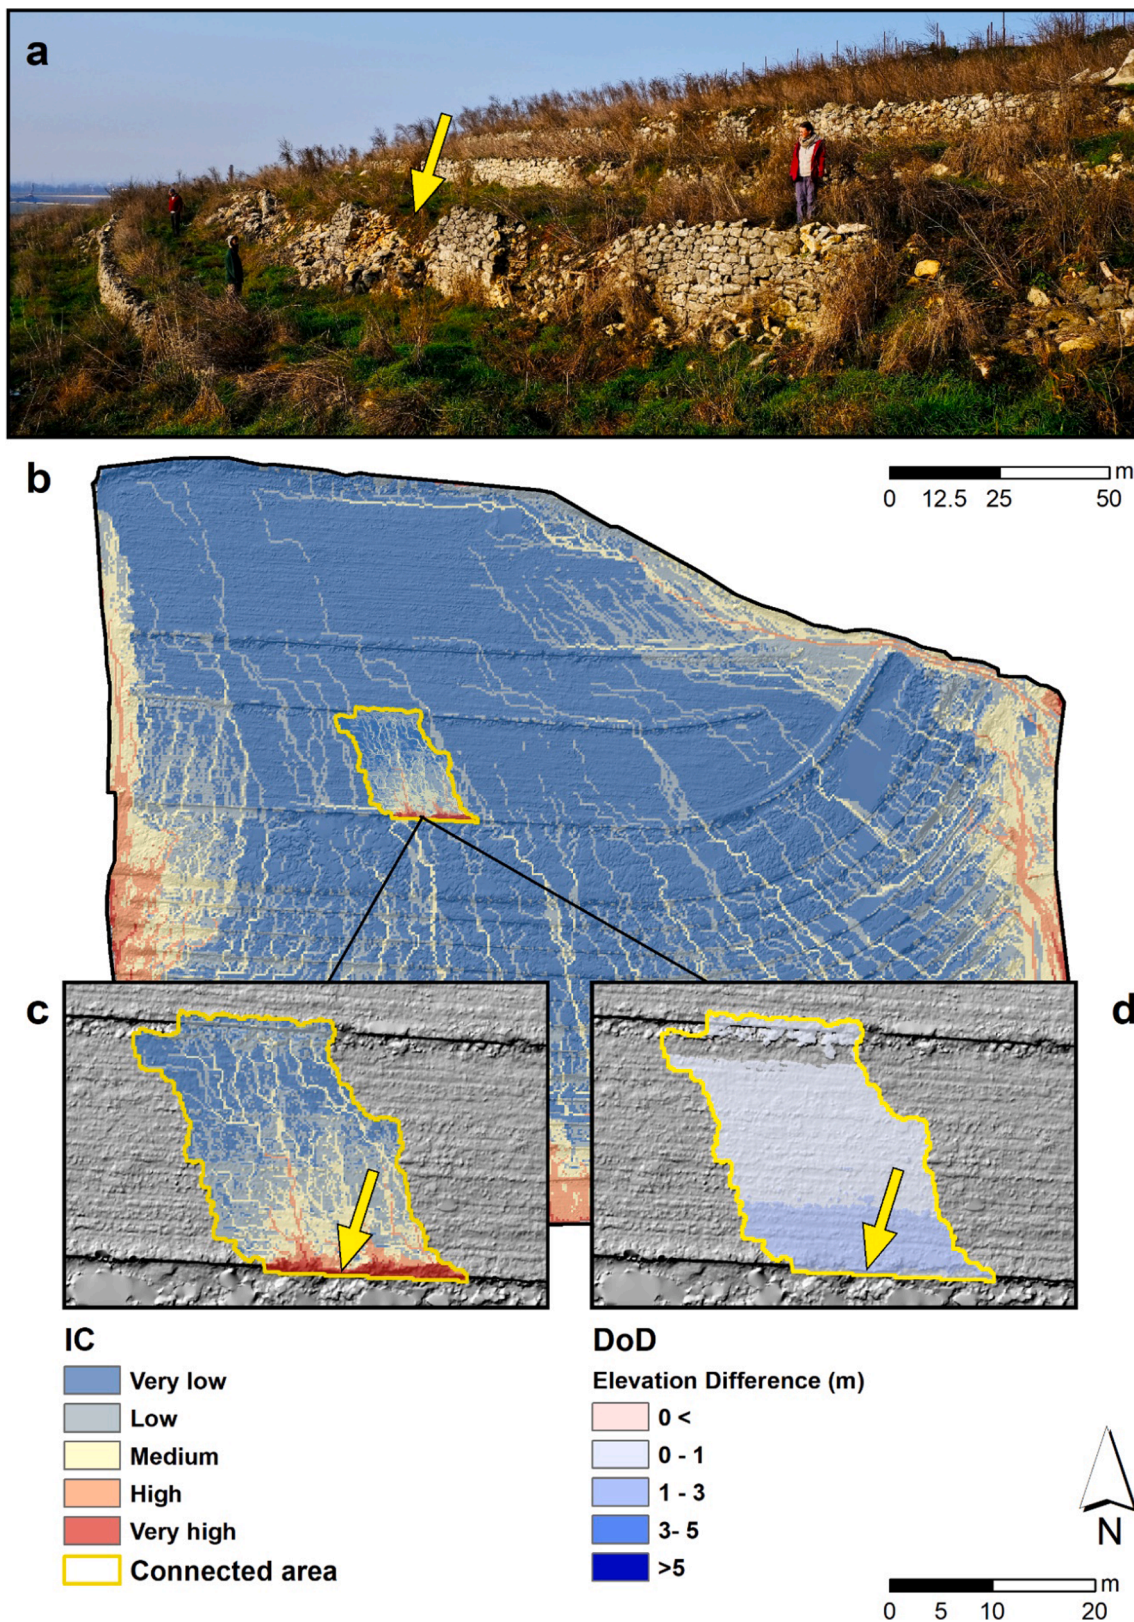 a
b
m
0 12.5 25 50
c
d
IC
Very low
Low
Medium
High
Very high
Connected area
DoD
Elevation Difference (m)
0 <
0 - 1
1 - 3
3- 5
>5
N
m
0 5 10 20